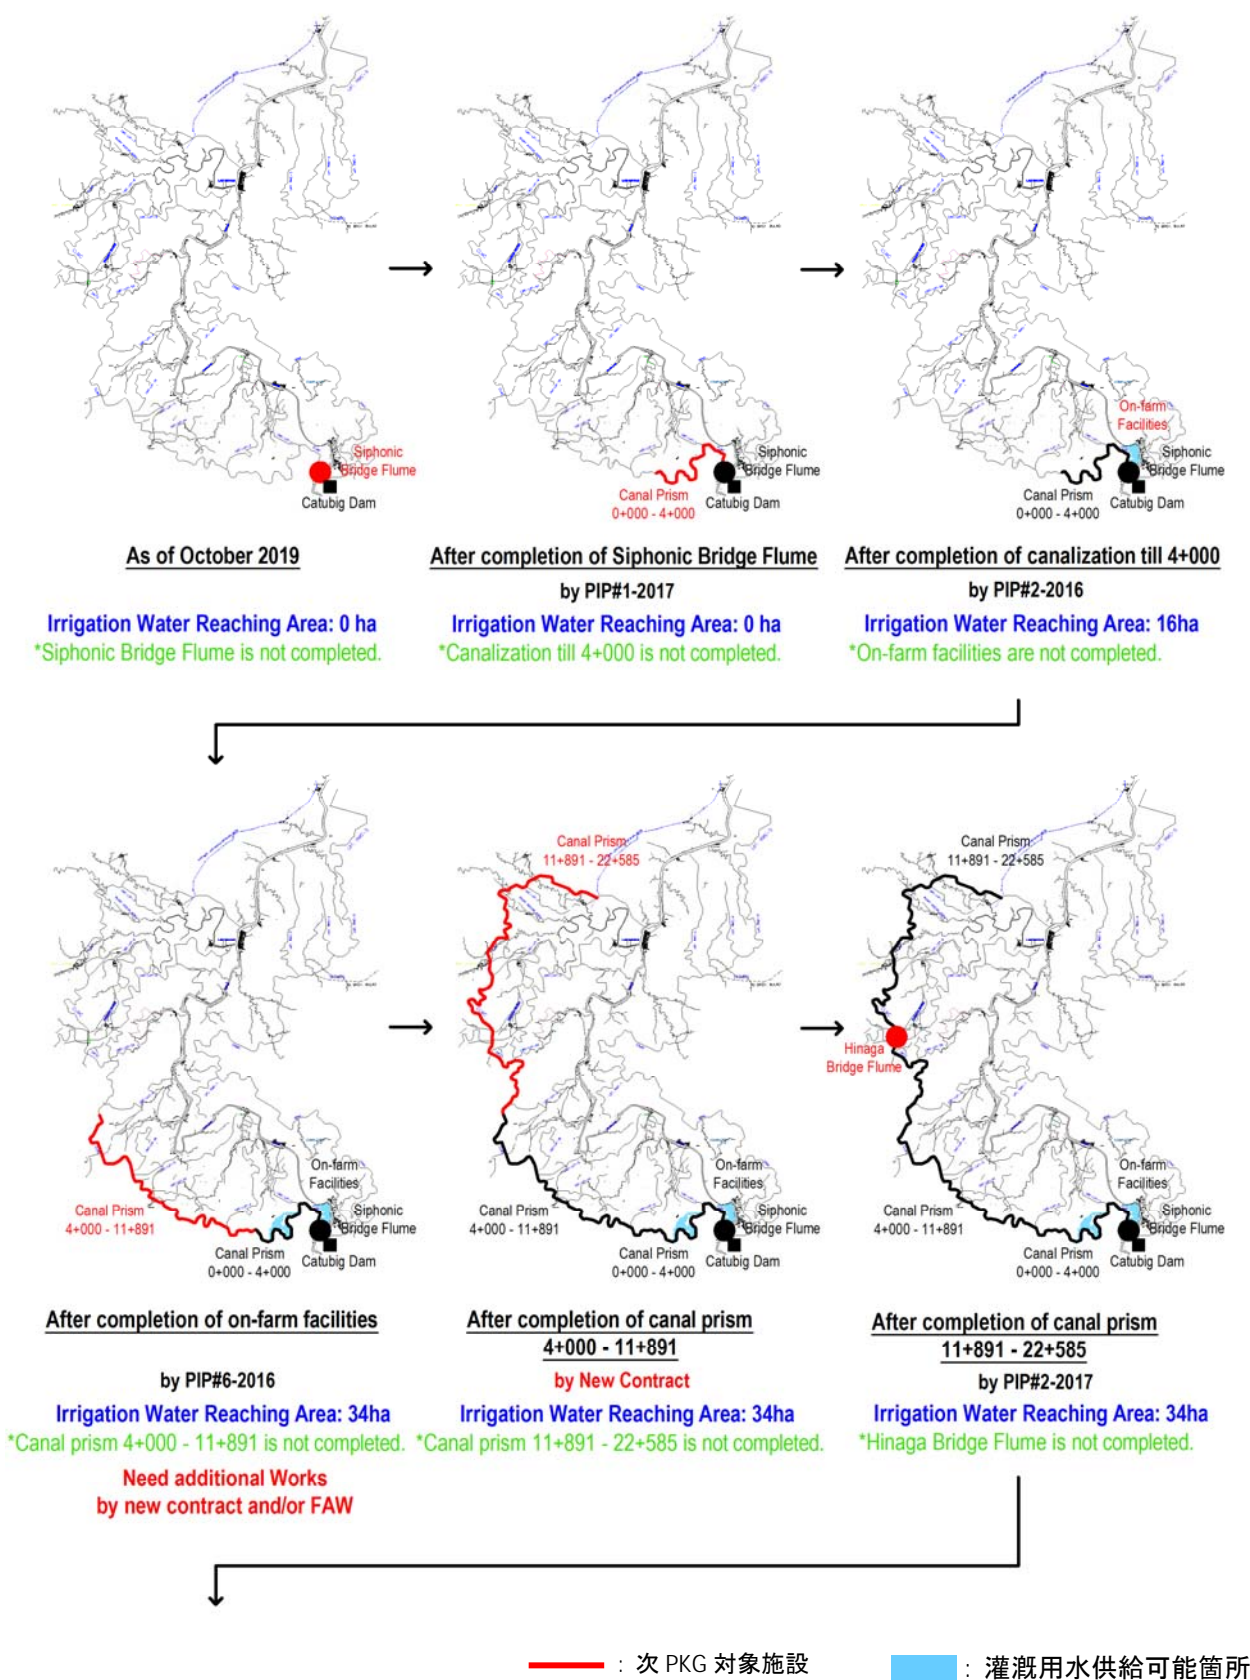 Siphonic
Bridge Flume
Catubig Dam
As of October 2019
Irrigation Water Reaching Area: 0 ha
*Siphonic Bridge Flume is not completed.
Siphonic
Bridge Flume
Canal Prism
0+000 - 4+000
Catubig Dam
After completion of Siphonic Bridge Flume
by PIP#1-2017
Irrigation Water Reaching Area: 0 ha
*Canalization till 4+000 is not completed.
On-farm
Facilities
Siphonic
Bridge Flume
Canal Prism
0+000 - 4+000
Catubig Dam
After completion of canalization till 4+000
by PIP#2-2016
Irrigation Water Reaching Area: 16ha
*On-farm facilities are not completed.
On-farm
Facilities
Canal Prism
4+000 - 11+891
Siphonic
Bridge Flume
Canal Prism
0+000 - 4+000
Catubig Dam
After completion of on-farm facilities
by PIP#6-2016
Irrigation Water Reaching Area: 34ha
*Canal prism 4+000 - 11+891 is not completed.
Need additional Works
by new contract and/or FAW
Canal Prism
11+891 - 22+585
On-farm
Facilities
Canal Prism
4+000 - 11+891
Siphonic
Bridge Flume
Canal Prism
0+000 - 4+000
Catubig Dam
After completion of canal prism
4+000 - 11+891
by New Contract
Irrigation Water Reaching Area: 34ha
*Canal prism 11+891 - 22+585 is not completed.
Canal Prism
11+891 - 22+585
Hinaga
Bridge Flume
On-farm
Facilities
Canal Prism
4+000 - 11+891
Siphonic
Bridge Flume
Canal Prism
0+000 - 4+000
Catubig Dam
After completion of canal prism
11+891 - 22+585
by PIP#2-2017
Irrigation Water Reaching Area: 34ha
*Hinaga Bridge Flume is not completed.
: 次 PKG 対象施設
: 灌漑用水供給可能箇所